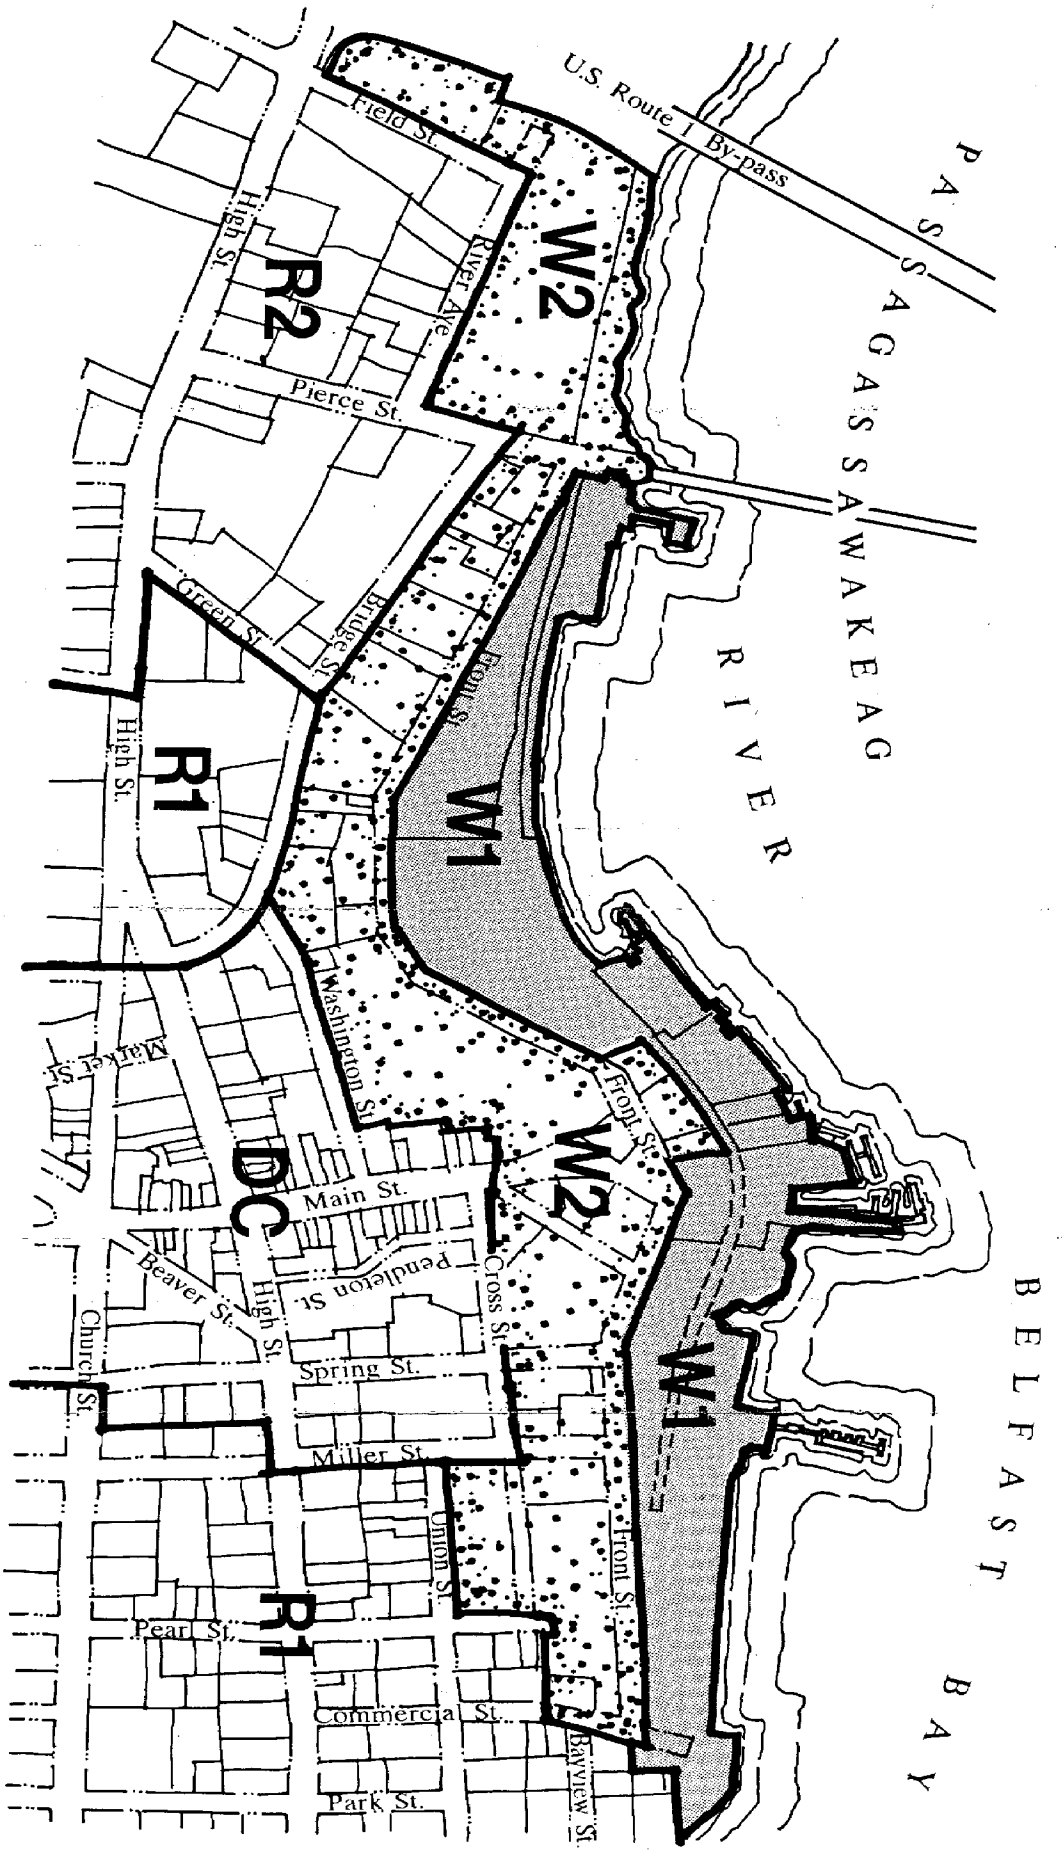 U.S. Route 1 By-pass
PASSAGASSAWAKEAG
RIVER
BELFAST
BAY
Field St.
High St.
River Ave.
W2
R2
Pierce St.
Green St.
Bridge St.
Front St.
W1
High St.
R1
Washington St.
Market St.
Front St.
W2
DC
Main St.
Pendleton St.
Cross St.
Beaver St.
High St.
Church St.
Spring St.
W1
Miller St.
Union St.
Front St.
R1
Pearl St.
Commercial St.
Bayview St.
Park St.